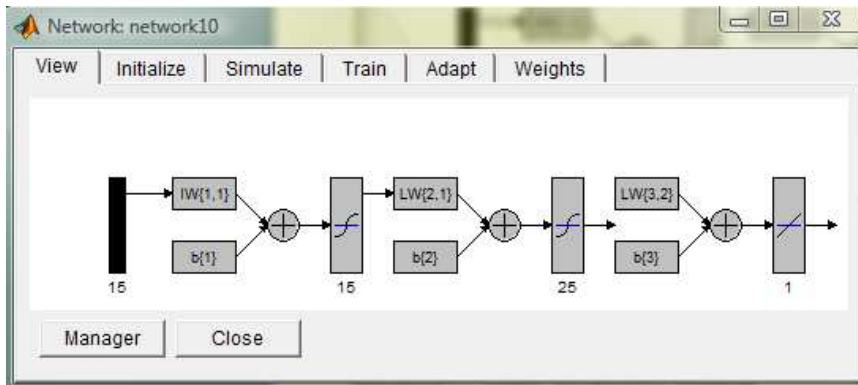 Network: network10
View Initialize Simulate Train Adapt Weights
IW{1,1} LW{2,1} LW{3,2}
b{1} b{2} b{3}
15 15 25 1
Manager Close